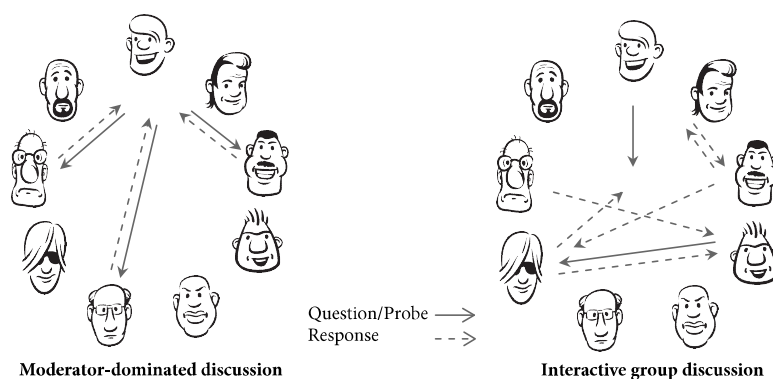 Question/Probe
Response
Moderator-dominated discussion
Interactive group discussion